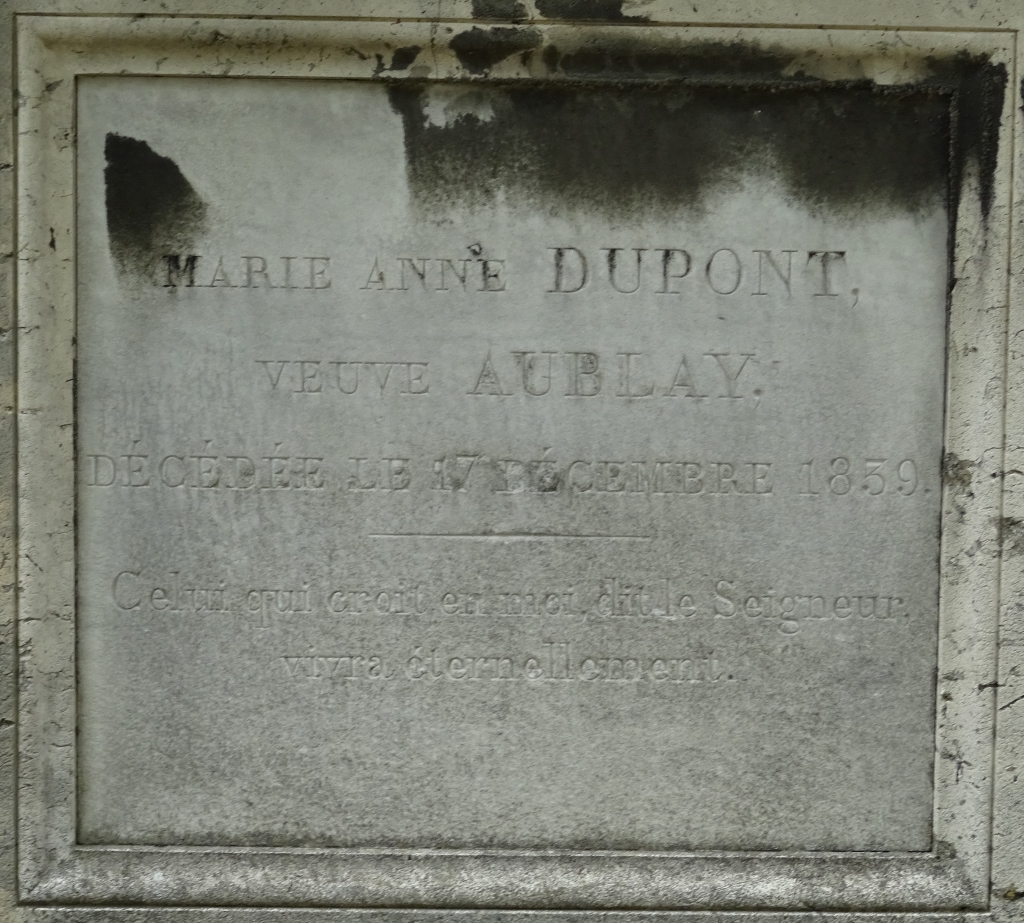 MARIE ANNE DUPONT,
VEUVE AUBLAY,
DÉCÉDÉE LE 17 DÉCEMBRE 1839.
Celui qui croit en moi, dit le Seigneur,
vivra éternellement.